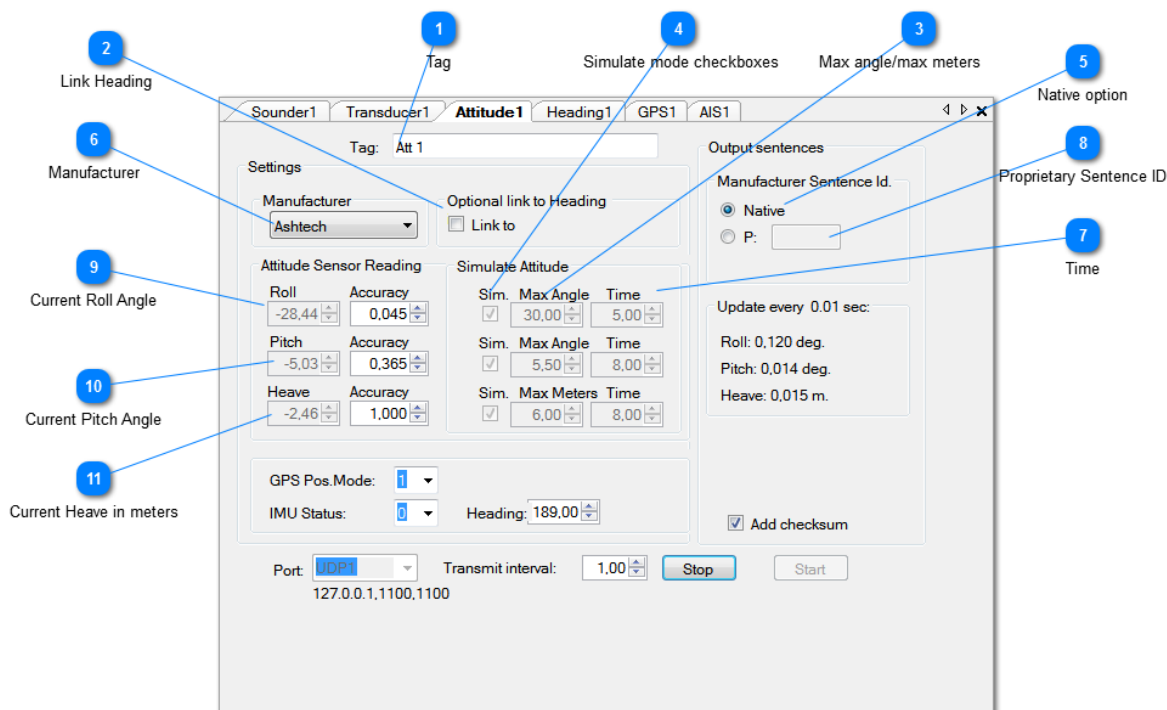 1
Tag
2
Link Heading
4
Simulate mode checkboxes
3
Max angle/max meters
5
Native option
6
Manufacturer
8
Proprietary Sentence ID
7
Time
9
Current Roll Angle
10
Current Pitch Angle
11
Current Heave in meters
Sounder1 Transducer1 Attitude1 Heading1 GPS1 AIS1
Tag: Att 1
Settings
Manufacturer
Ashtech
Optional link to Heading
Link to
Attitude Sensor Reading
Roll Accuracy
-28,44 0,045
Pitch Accuracy
-5,03 0,365
Heave Accuracy
-2,46 1,000
Simulate Attitude
Sim. Max Angle Time
30,00 5,00
Sim. Max Angle Time
5,50 8,00
Sim. Max Meters Time
6,00 8,00
GPS Pos.Mode: 1
IMU Status: 0 Heading: 189,00
Output sentences
Manufacturer Sentence Id.
Native
P:
Update every 0.01 sec:
Roll: 0,120 deg.
Pitch: 0,014 deg.
Heave: 0,015 m.
Add checksum
Port: UDP1 Transmit interval: 1,00 Stop Start
127.0.0.1,1100,1100